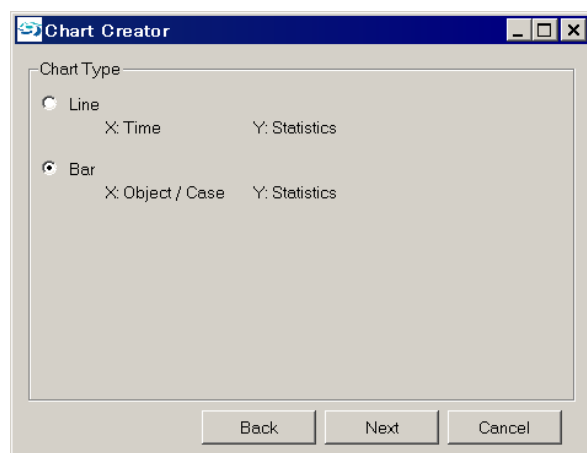 Chart Creator
Chart Type
Line
X: Time Y: Statistics
Bar
X: Object / Case Y: Statistics
Back Next Cancel